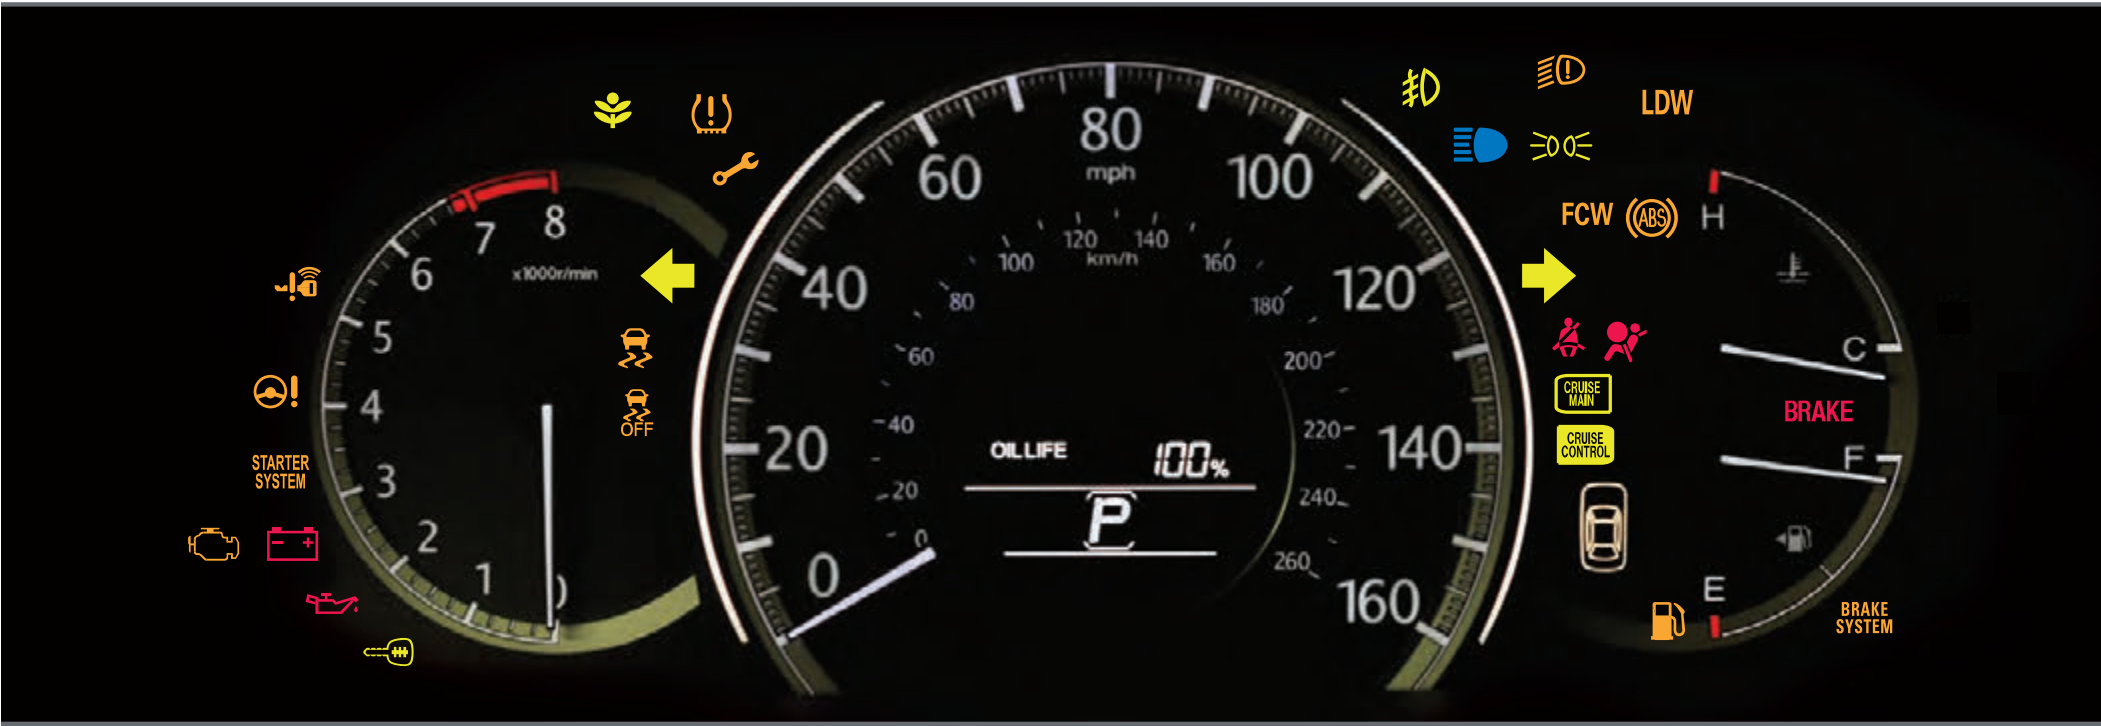 8
7
6
5
4
3
2
1
x1000r/min
OFF
STARTER
SYSTEM
0
20
40
60
80
mph
100
120
140
160
0
20
40
60
80
100
120
km/h
140
160
180
200
220
240
260
OIL LIFE 100%
P
LDW
FCW
ABS
CRUISE
MAIN
CRUISE
CONTROL
H
C
BRAKE
F
E
BRAKE
SYSTEM